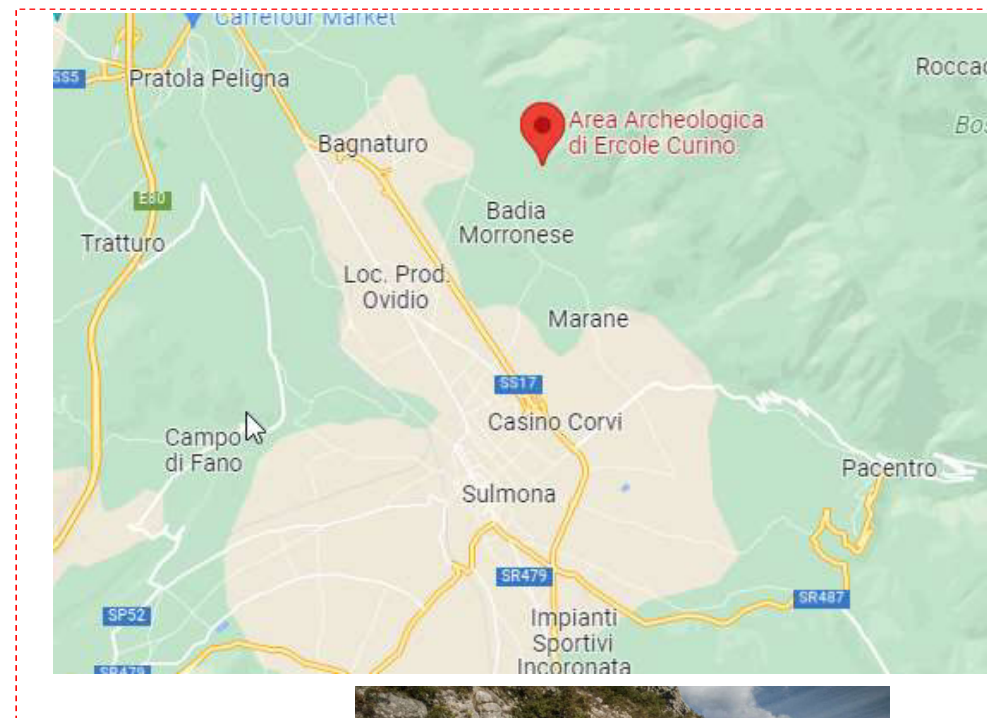 Carrefour Market
SS5
Pratola Peligna
Roccac
Bos
Area Archeologica
di Ercole Curino
Bagnaturo
E80
Badia
Morronese
Tratturo
Loc. Prod.
Ovidio
Marane
SS17
Casino Corvi
Campo
di Fano
Pacentro
Sulmona
SR479
SR487
SP52
Impianti
Sportivi
Incoronata
SR479